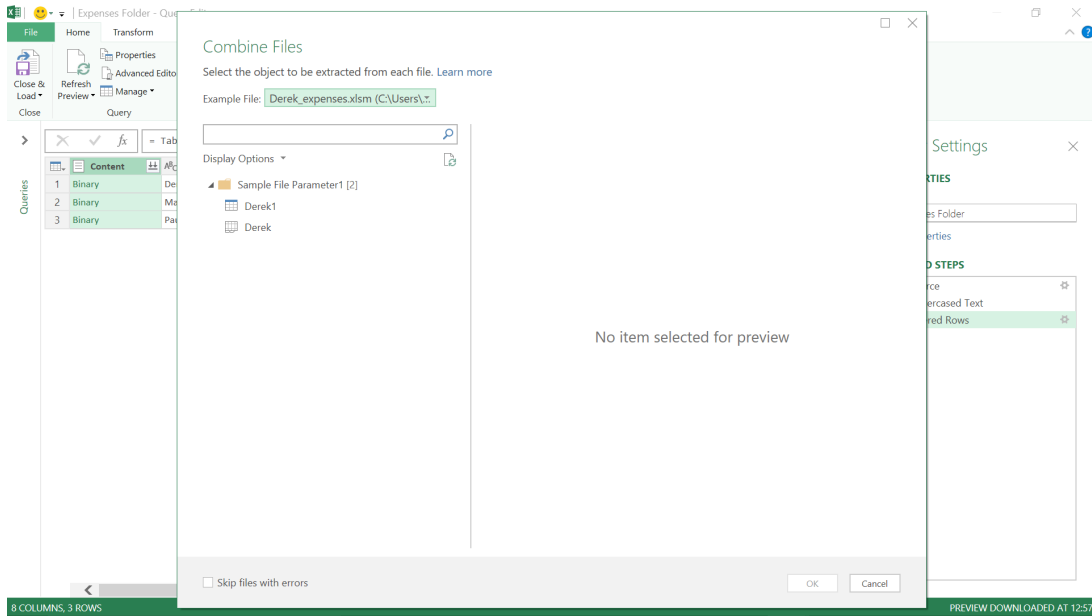 Expenses Folder - Qu
File
Home
Transform
Close &
Load
Refresh
Preview
Properties
Advanced Edito
Manage
Close
Query
Combine Files
Select the object to be extracted from each file. Learn more
Example File: Derek_expenses.xlsm (C:\Users\...
Display Options
Sample File Parameter1 [2]
Derek1
Derek
No item selected for preview
Skip files with errors
OK
Cancel
Queries
fx
= Tab
Content
1 Binary De
2 Binary Ma
3 Binary Pau
Settings
RTIES
es Folder
erties
D STEPS
rce
ercased Text
red Rows
8 COLUMNS, 3 ROWS
PREVIEW DOWNLOADED AT 12:5